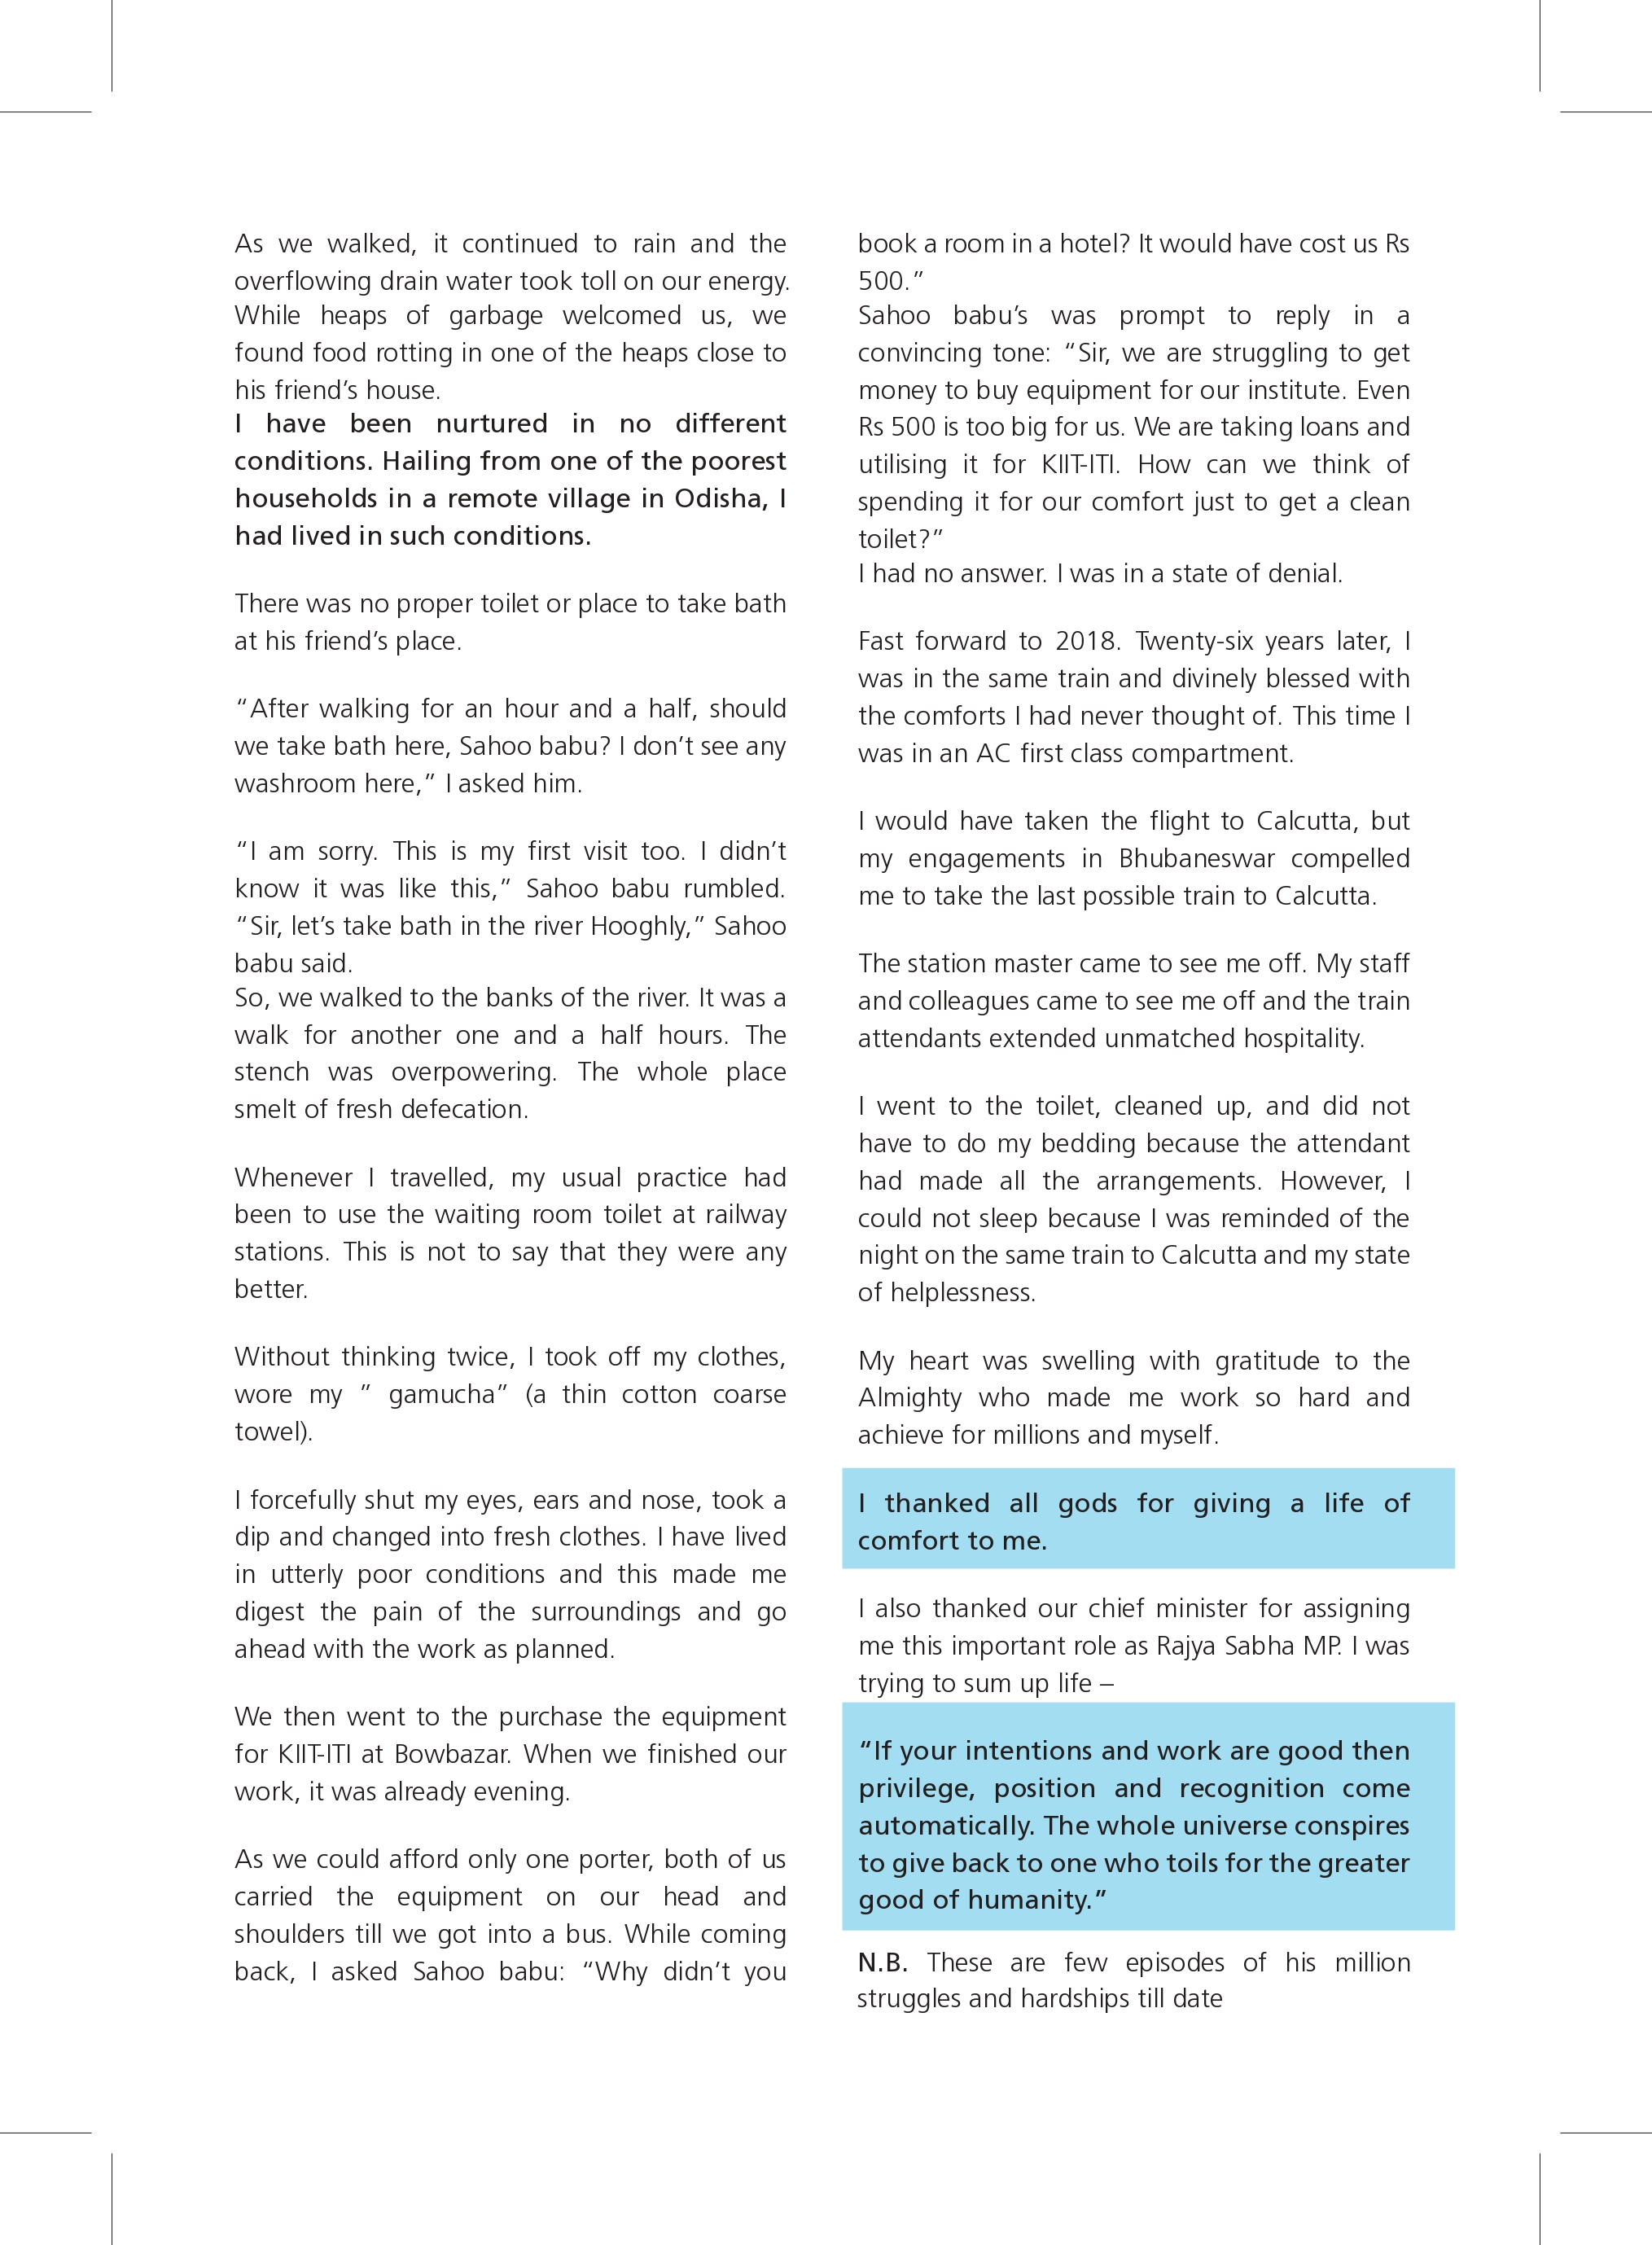 As we walked, it continued to rain and the
overflowing drain water took toll on our energy.
While heaps of garbage welcomed us, we
found food rotting in one of the heaps close to
his friend’s house.
I have been nurtured in no different
conditions. Hailing from one of the poorest
households in a remote village in Odisha, I
had lived in such conditions.
There was no proper toilet or place to take bath
at his friend’s place.
“After walking for an hour and a half, should
we take bath here, Sahoo babu? I don’t see any
washroom here,” I asked him.
“I am sorry. This is my first visit too. I didn’t
know it was like this,” Sahoo babu rumbled.
“Sir, let’s take bath in the river Hooghly,” Sahoo
babu said.
So, we walked to the banks of the river. It was a
walk for another one and a half hours. The
stench was overpowering. The whole place
smelt of fresh defecation.
Whenever I travelled, my usual practice had
been to use the waiting room toilet at railway
stations. This is not to say that they were any
better.
Without thinking twice, I took off my clothes,
wore my ” gamucha” (a thin cotton coarse
towel).
I forcefully shut my eyes, ears and nose, took a
dip and changed into fresh clothes. I have lived
in utterly poor conditions and this made me
digest the pain of the surroundings and go
ahead with the work as planned.
We then went to the purchase the equipment
for KIIT-ITI at Bowbazar. When we finished our
work, it was already evening.
As we could afford only one porter, both of us
carried the equipment on our head and
shoulders till we got into a bus. While coming
back, I asked Sahoo babu: “Why didn’t you
book a room in a hotel? It would have cost us Rs
500.”
Sahoo babu’s was prompt to reply in a
convincing tone: “Sir, we are struggling to get
money to buy equipment for our institute. Even
Rs 500 is too big for us. We are taking loans and
utilising it for KIIT-ITI. How can we think of
spending it for our comfort just to get a clean
toilet?”
I had no answer. I was in a state of denial.
Fast forward to 2018. Twenty-six years later, I
was in the same train and divinely blessed with
the comforts I had never thought of. This time I
was in an AC first class compartment.
I would have taken the flight to Calcutta, but
my engagements in Bhubaneswar compelled
me to take the last possible train to Calcutta.
The station master came to see me off. My staff
and colleagues came to see me off and the train
attendants extended unmatched hospitality.
I went to the toilet, cleaned up, and did not
have to do my bedding because the attendant
had made all the arrangements. However, I
could not sleep because I was reminded of the
night on the same train to Calcutta and my state
of helplessness.
My heart was swelling with gratitude to the
Almighty who made me work so hard and
achieve for millions and myself.
I thanked all gods for giving a life of
comfort to me.
I also thanked our chief minister for assigning
me this important role as Rajya Sabha MP. I was
trying to sum up life –
“If your intentions and work are good then
privilege, position and recognition come
automatically. The whole universe conspires
to give back to one who toils for the greater
good of humanity.”
N.B. These are few episodes of his million
struggles and hardships till date